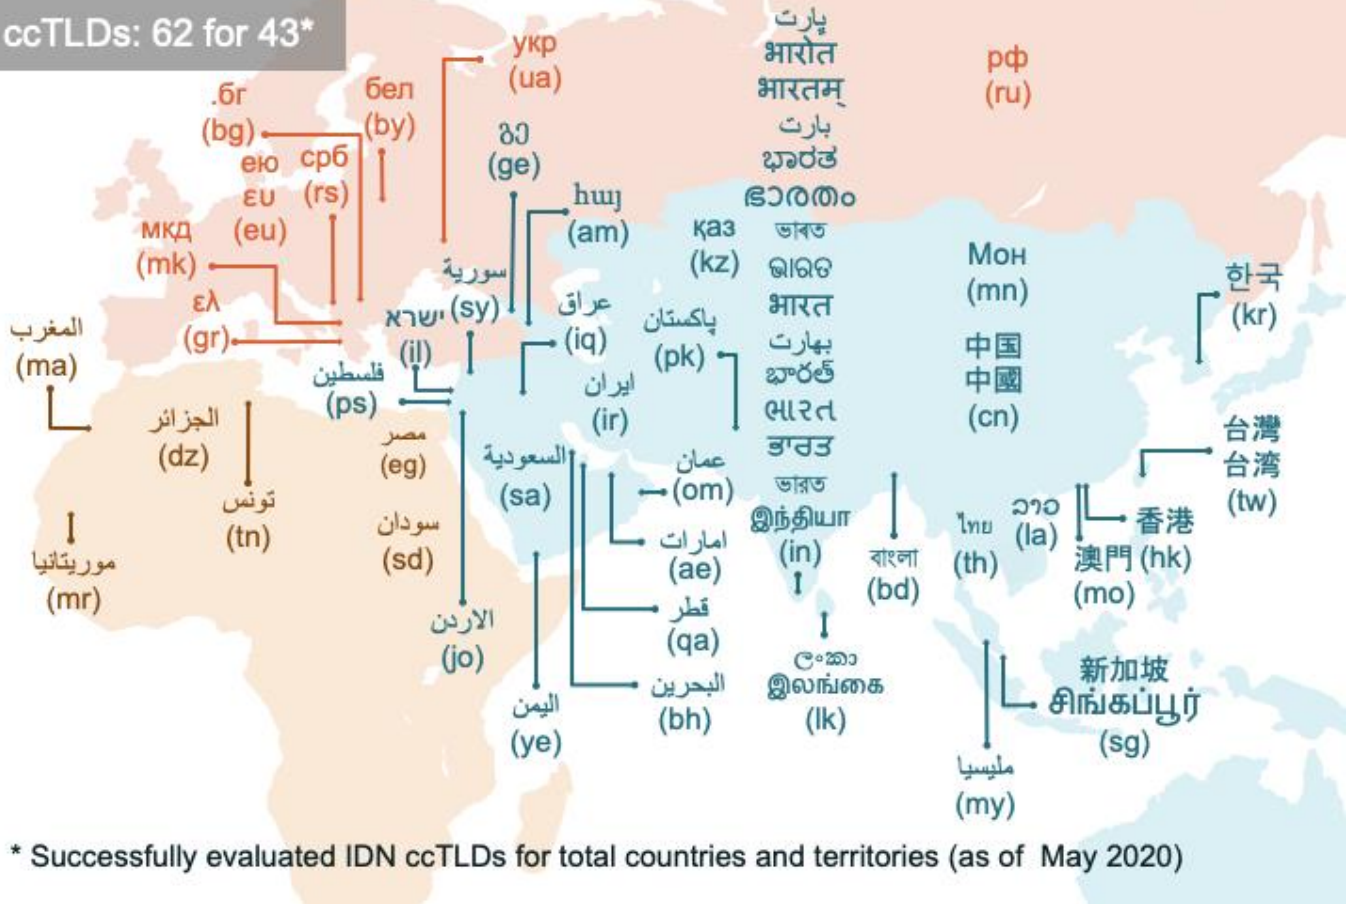 ccTLDs: 62 for 43*
укр
(ua)
.бг
(bg)
бел
(by)
ею
ευ
(eu)
срб
(rs)
мкд
(mk)
ελ
(gr)
рф
(ru)
გე
(ge)
հայ
(am)
қаз
(kz)
پارت
भारोत
भारतम्
بارت
ಭಾರತ
ഭാരതം
ভাৰত
ଭାରତ
भारत
بھارت
భారత్
ભારત
ਭਾਰਤ
ভারত
இந்தியா
(in)
Мон
(mn)
中国
中國
(cn)
한국
(kr)
台灣
台湾
(tw)
香港
(hk)
澳門
(mo)
ລາວ
(la)
ไทย
(th)
বাংলা
(bd)
ලංකා
இலங்கை
(lk)
新加坡
சிங்கப்பூர்
(sg)
مليسيا
(my)
سورية
(sy)
ישרא
(il)
فلسطين
(ps)
عراق
(iq)
ایران
(ir)
پاکستان
(pk)
السعودية
(sa)
عمان
(om)
امارات
(ae)
قطر
(qa)
البحرين
(bh)
اليمن
(ye)
الاردن
(jo)
المغرب
(ma)
الجزائر
(dz)
تونس
(tn)
مصر
(eg)
سودان
(sd)
موريتانيا
(mr)
* Successfully evaluated IDN ccTLDs for total countries and territories (as of May 2020)